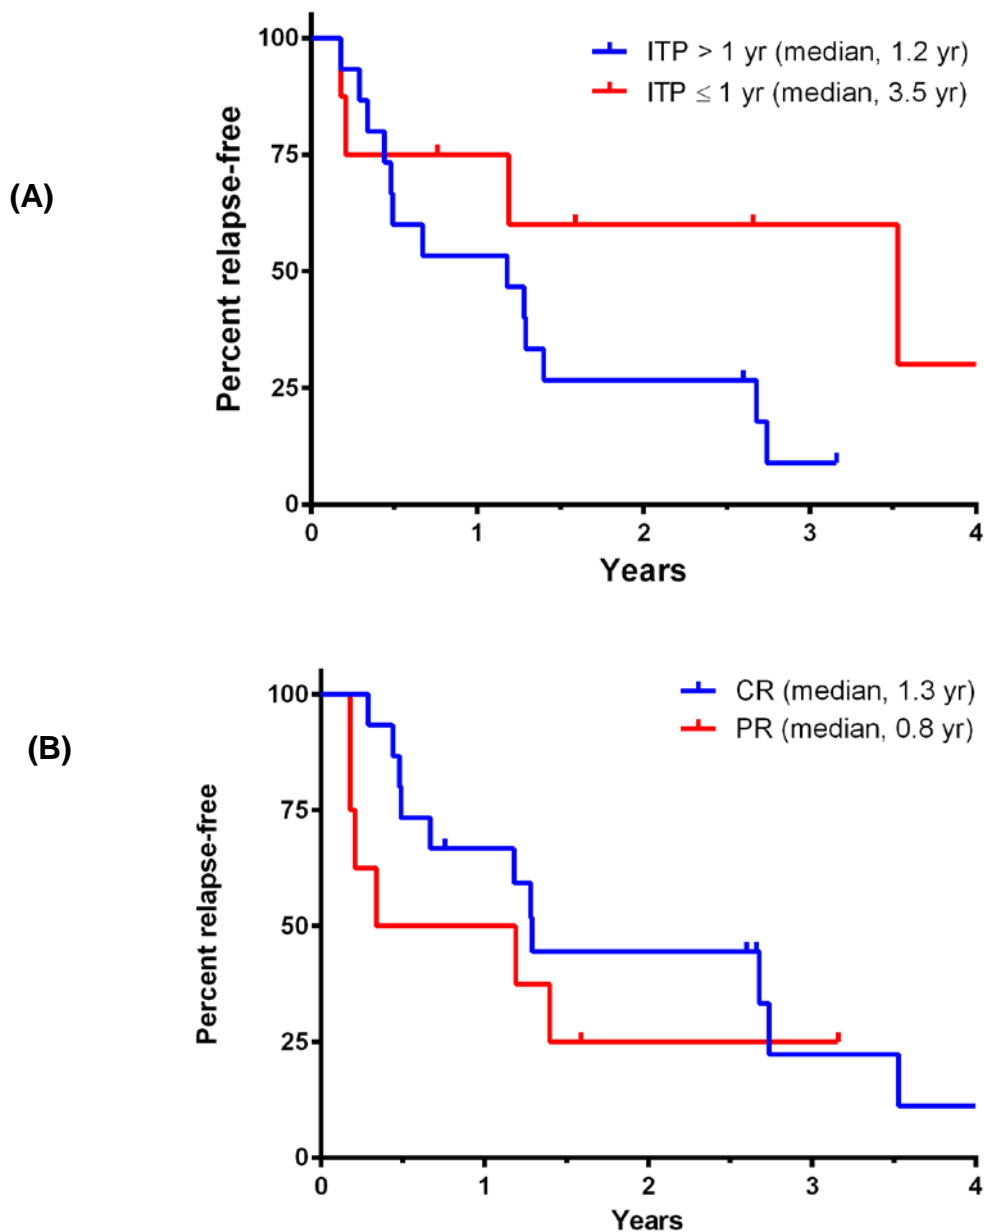 (A)
Percent relapse-free
100
75
50
25
0
ITP > 1 yr (median, 1.2 yr)
ITP ≤ 1 yr (median, 3.5 yr)
0 1 2 3 4
Years
(B)
Percent relapse-free
100
75
50
25
0
CR (median, 1.3 yr)
PR (median, 0.8 yr)
0 1 2 3 4
Years